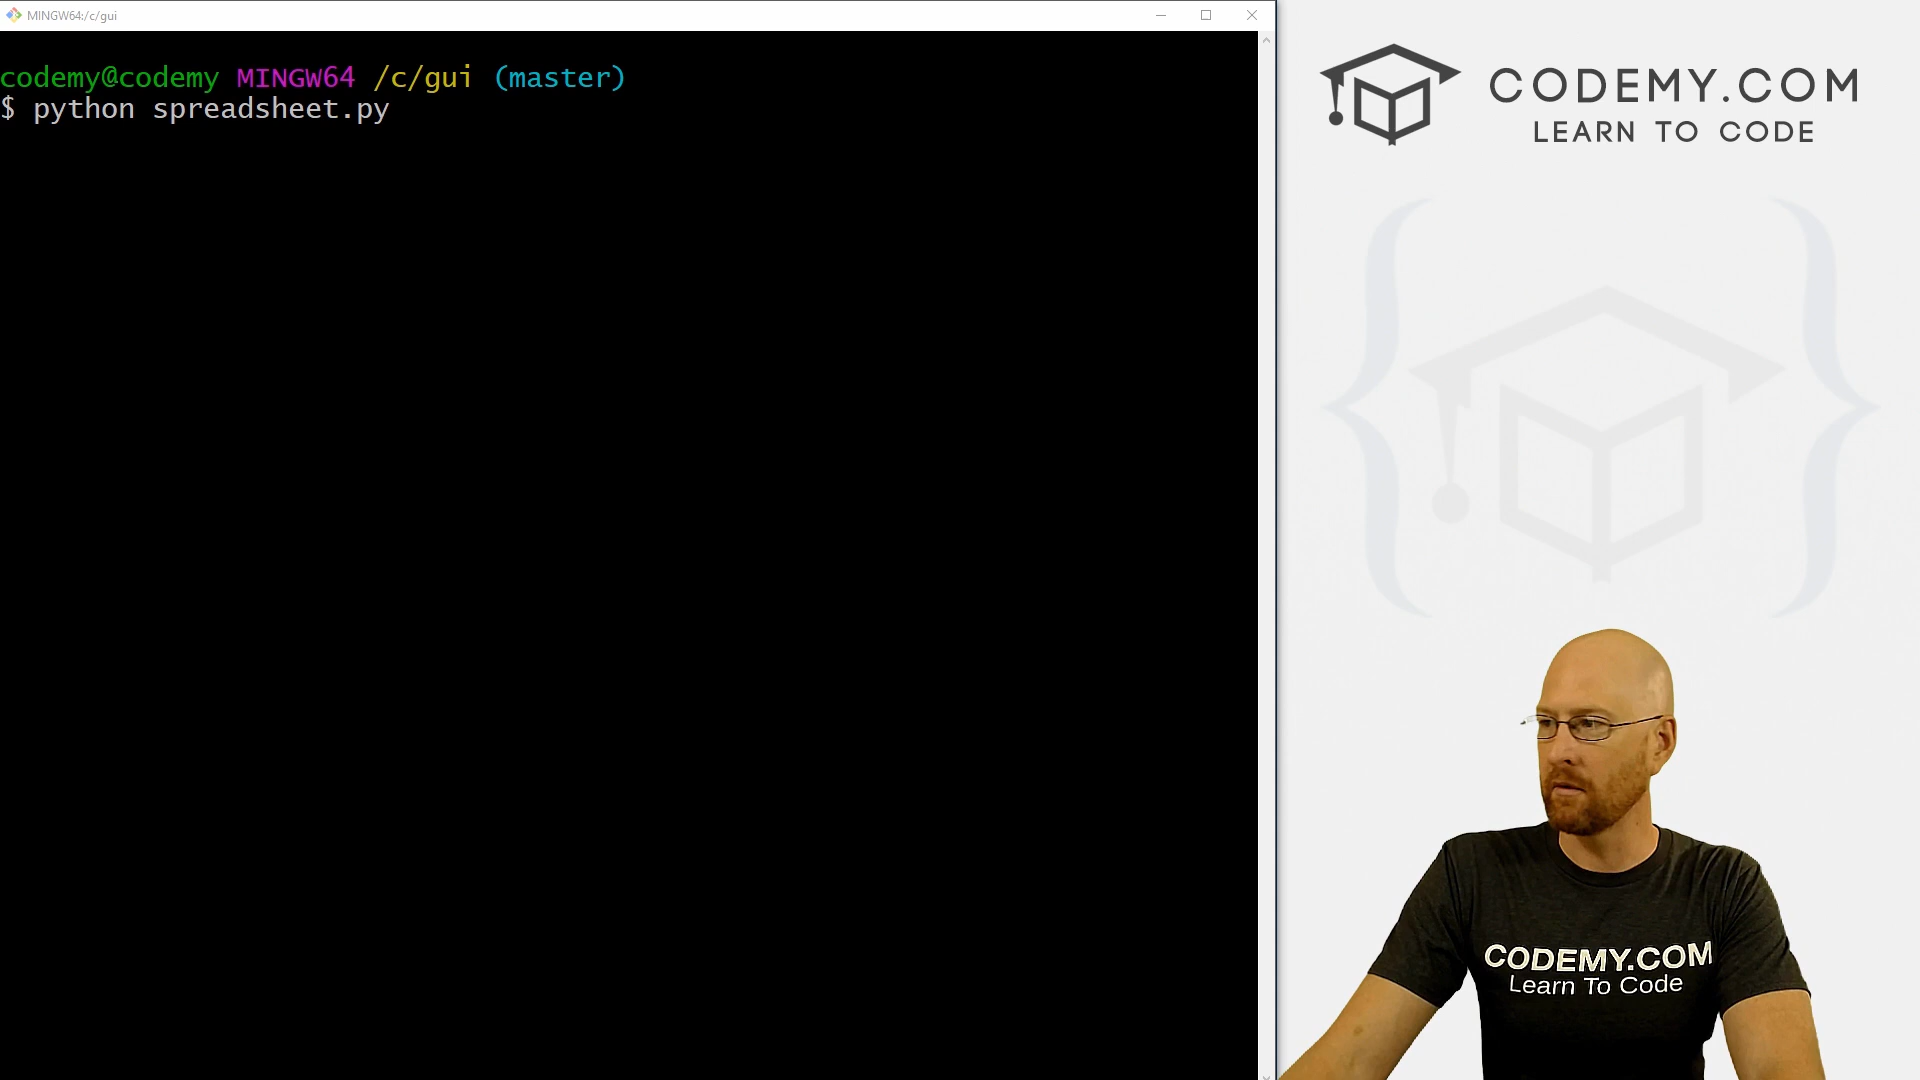 MINGW64:/c/gui
codemy@codemy MINGW64 /c/gui (master)
$ python spreadsheet.py
CODEMY.COM
LEARN TO CODE
CODEMY.COM
Learn To Code